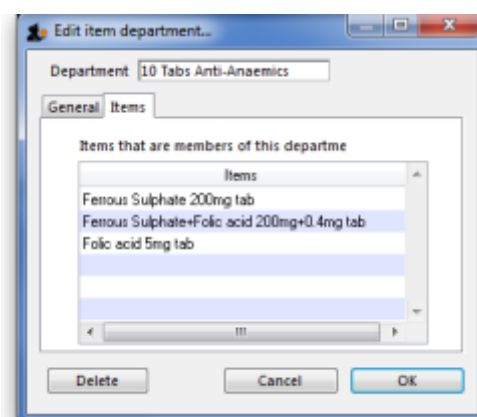 Edit item department...
Department 10 Tabs Anti-Anaemics
General Items
Items that are members of this departme
Items
Ferrous Sulphate 200mg tab
Ferrous Sulphate+Folic acid 200mg+0.4mg tab
Folic acid 5mg tab
Delete Cancel OK